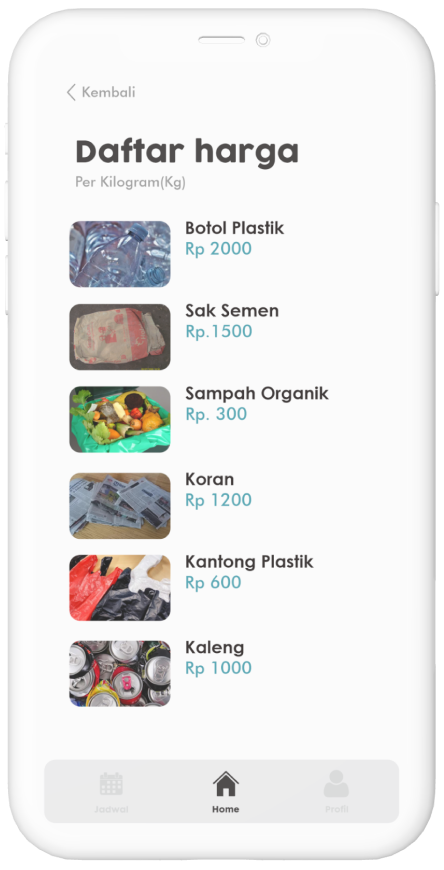 Kembali
Daftar harga
Per Kilogram(Kg)
Botol Plastik
Rp 2000
Sak Semen
Rp.1500
Sampah Organik
Rp. 300
Koran
Rp 1200
Kantong Plastik
Rp 600
Kaleng
Rp 1000
Jadwal
Home
Profil